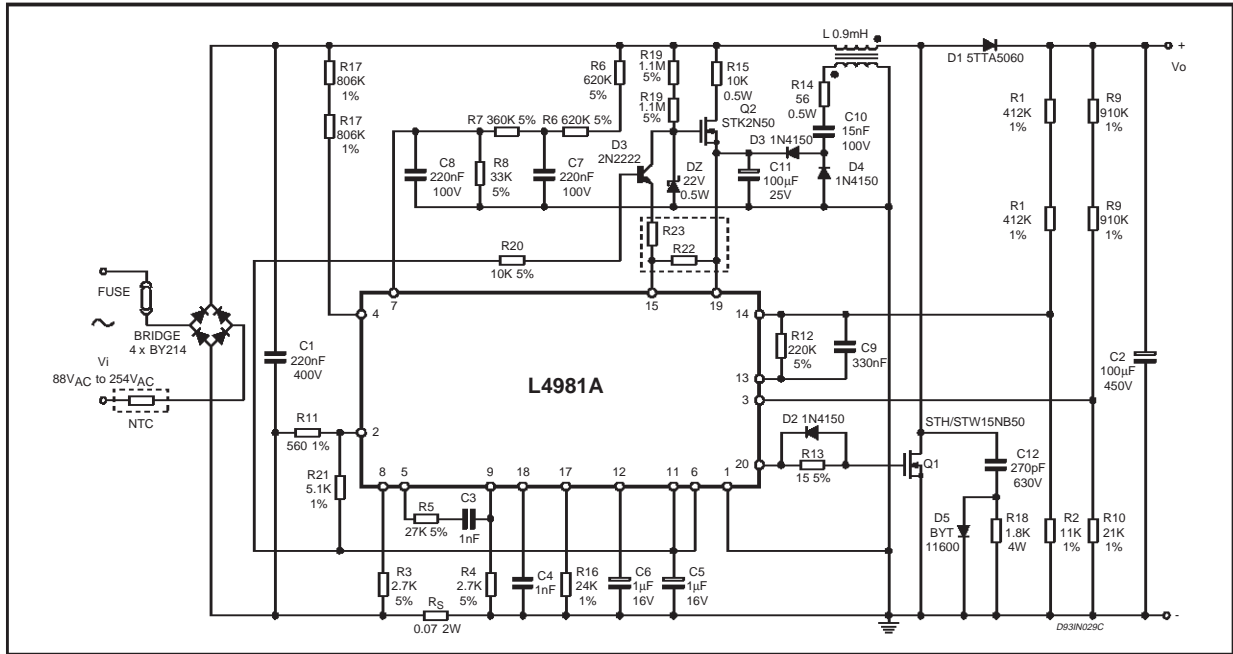 L 0.9mH
D1 5TTA5060
+
Vo
R17
806K
1%
R6
620K
5%
R19
1.1M
5%
R15
10K
0.5W
R14
56
0.5W
R1
412K
1%
R9
910K
1%
R17
806K
1%
R7 360K 5%
R6 620K 5%
R19
1.1M
5%
Q2
STK2N50
C10
15nF
100V
D3 1N4150
D3
2N2222
C8
220nF
100V
R8
33K
5%
C7
220nF
100V
DZ
22V
0.5W
C11
100µF
25V
D4
1N4150
R1
412K
1%
R9
910K
1%
R23
R22
R20
10K 5%
FUSE
BRIDGE
4 x BY214
Vi
88VAC to 254VAC
NTC
C1
220nF
400V
7
15
19
4
14
R12
220K
5%
C9
330nF
13
3
L4981A
C2
100µF
450V
R11
560 1%
2
D2 1N4150
STH/STW15NB50
20
R13
15 5%
Q1
C12
270pF
630V
R21
5.1K
1%
8
5
9
18
17
12
11
6
1
R5
27K 5%
C3
1nF
D5
BYT
11600
R18
1.8K
4W
R2
11K
1%
R10
21K
1%
R3
2.7K
5%
R4
2.7K
5%
C4
1nF
R16
24K
1%
C6
1µF
16V
C5
1µF
16V
RS
0.07 2W
-
D93IN029C